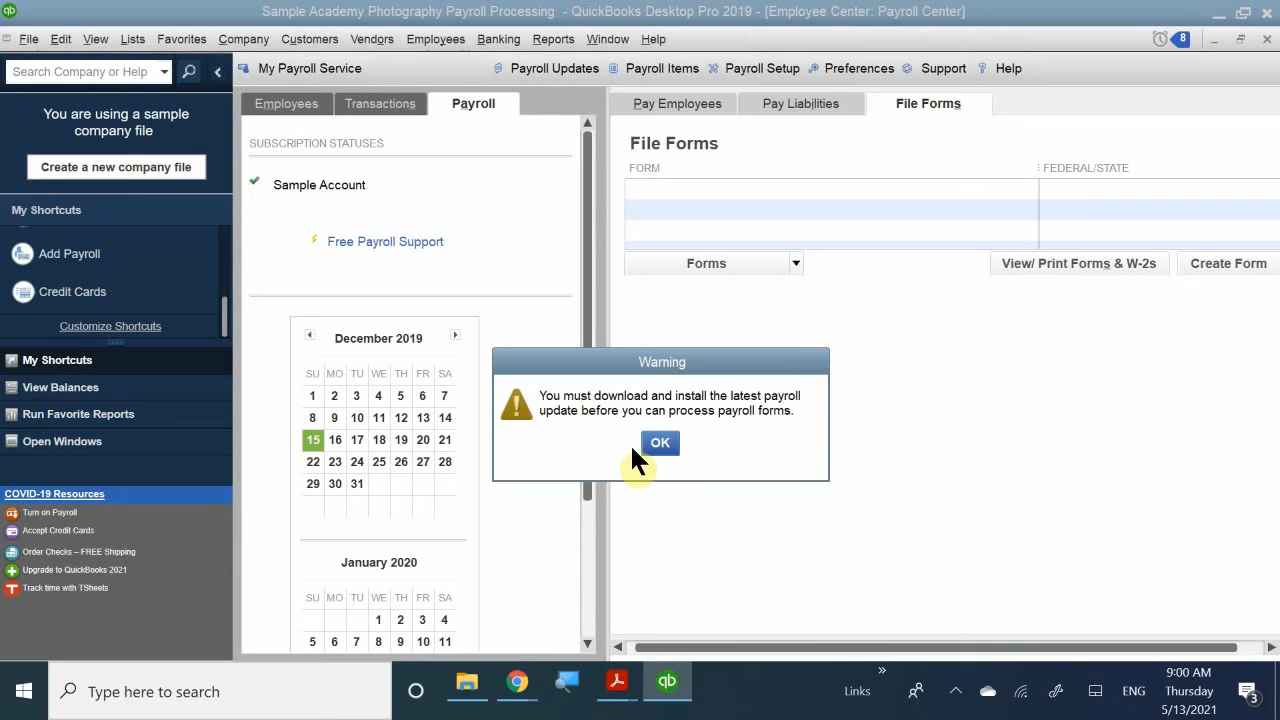 Sample Academy Photography Payroll Processing - QuickBooks Desktop Pro 2019 - [Employee Center: Payroll Center]
File Edit View Lists Favorites Company Customers Vendors Employees Banking Reports Window Help
8
Search Company or Help
My Payroll Service
Payroll Updates
Payroll Items
Payroll Setup
Preferences
Support
? Help
You are using a sample
company file
Create a new company file
My Shortcuts
Add Payroll
Credit Cards
Customize Shortcuts
My Shortcuts
View Balances
Run Favorite Reports
Open Windows
COVID-19 Resources
Turn on Payroll
Accept Credit Cards
Order Checks – FREE Shipping
Upgrade to QuickBooks 2021
Track time with TSheets
Employees Transactions Payroll
SUBSCRIPTION STATUSES
Sample Account
Free Payroll Support
December 2019
SU MO TU WE TH FR SA
1 2 3 4 5 6 7
8 9 10 11 12 13 14
15 16 17 18 19 20 21
22 23 24 25 26 27 28
29 30 31
January 2020
SU MO TU WE TH FR SA
1 2 3 4
5 6 7 8 9 10 11
Pay Employees Pay Liabilities File Forms
File Forms
FORM FEDERAL/STATE
Forms
View/ Print Forms & W-2s
Create Form
Warning
You must download and install the latest payroll
update before you can process payroll forms.
OK
qb
Type here to search
qb
Links
»
ENG
9:00 AM
Thursday
5/13/2021
3